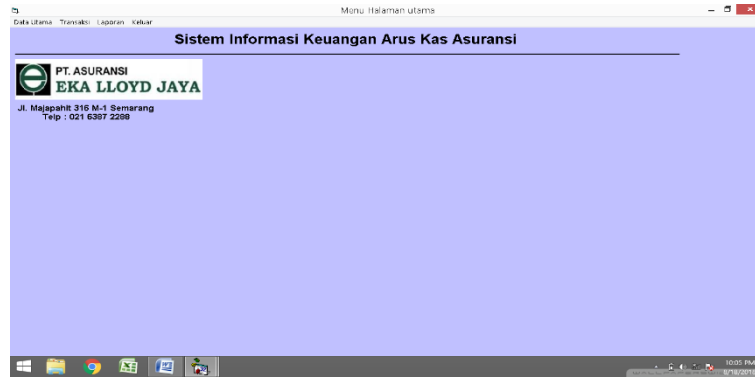 Menu Halaman utama
Data Utama Transaksi Laporan Keluar
Sistem Informasi Keuangan Arus Kas Asuransi
PT. ASURANSI
EKA LLOYD JAYA
Jl. Majapahit 316 M-1 Semarang
Telp : 021 6387 2288
10:05 PM